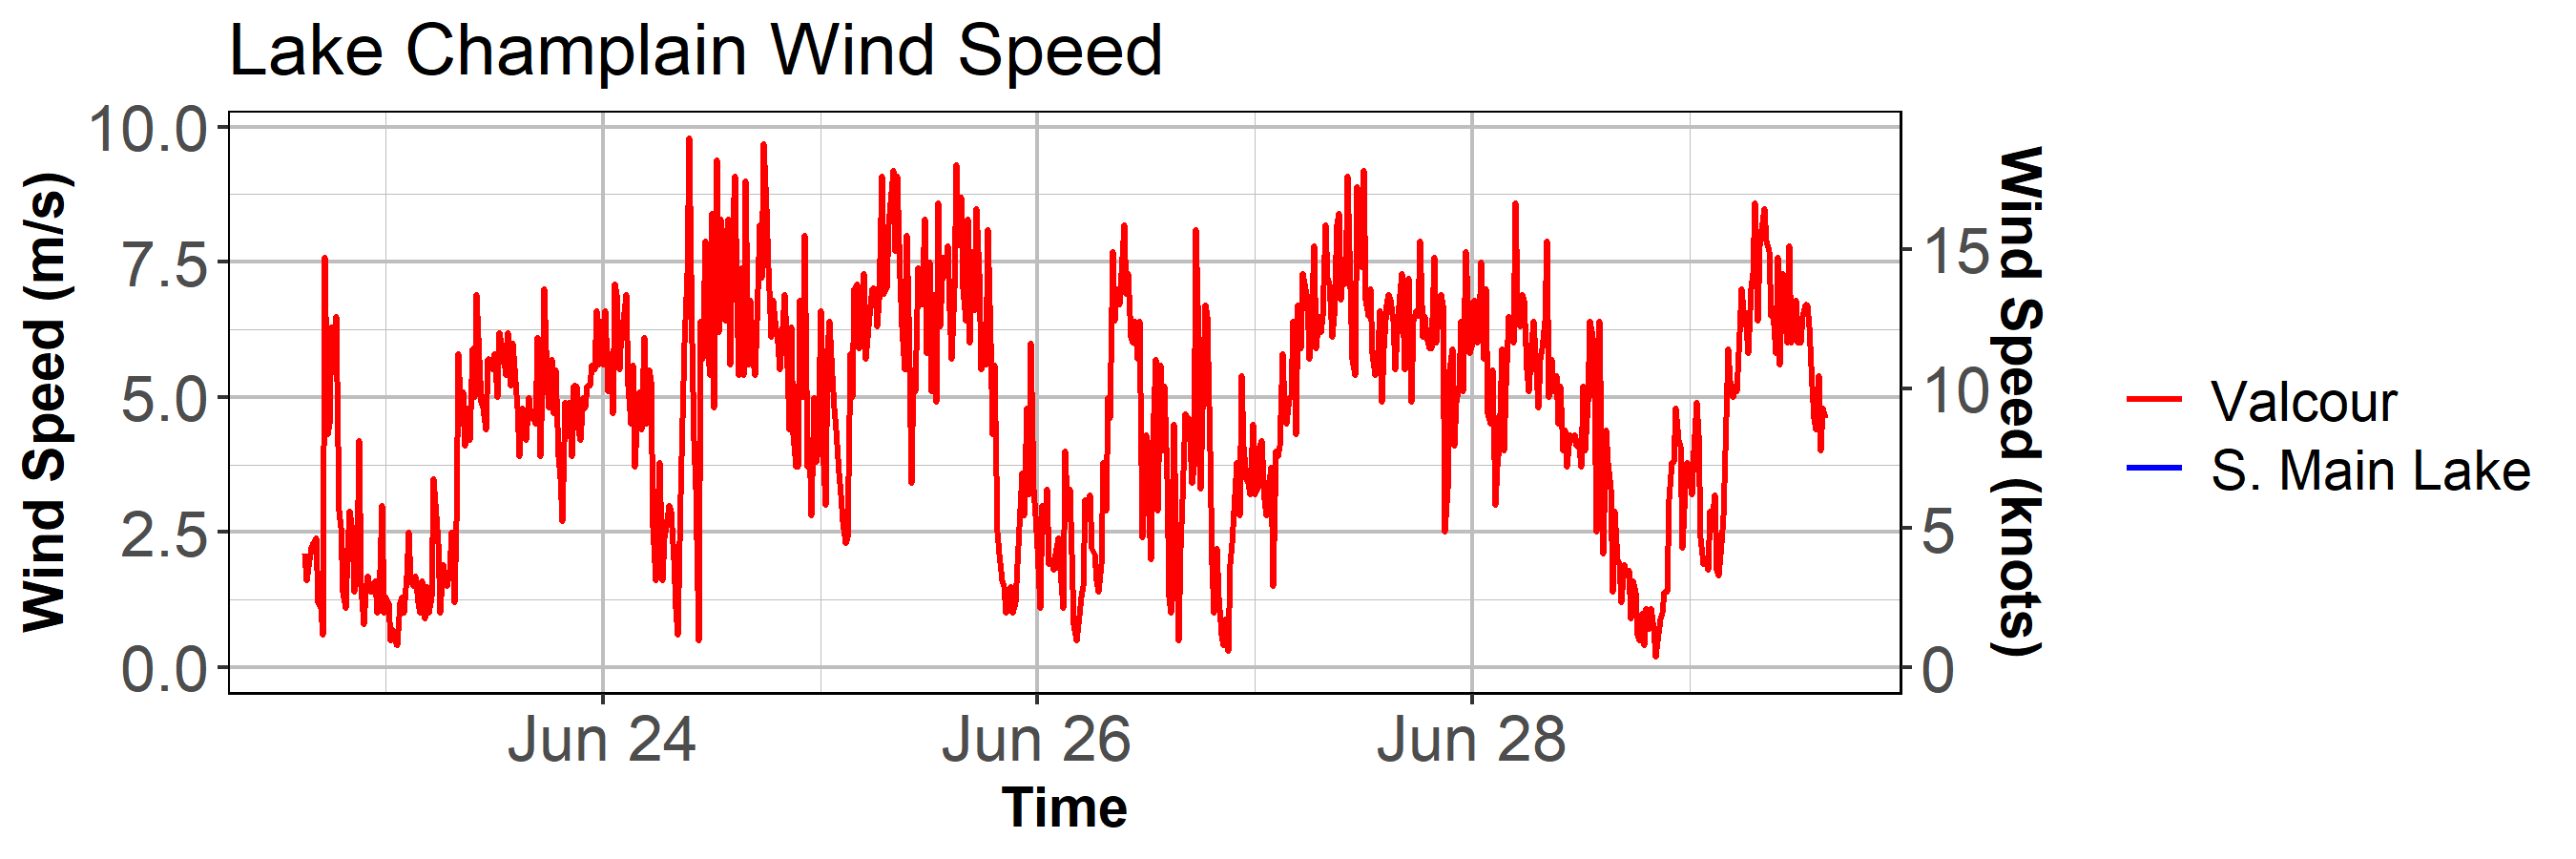 Lake Champlain Wind Speed
10.0
7.5
5.0
2.5
0.0
Wind Speed (m/s)
15
10
5
0
Wind Speed (knots)
Jun 24
Jun 26
Jun 28
Time
Valcour
S. Main Lake